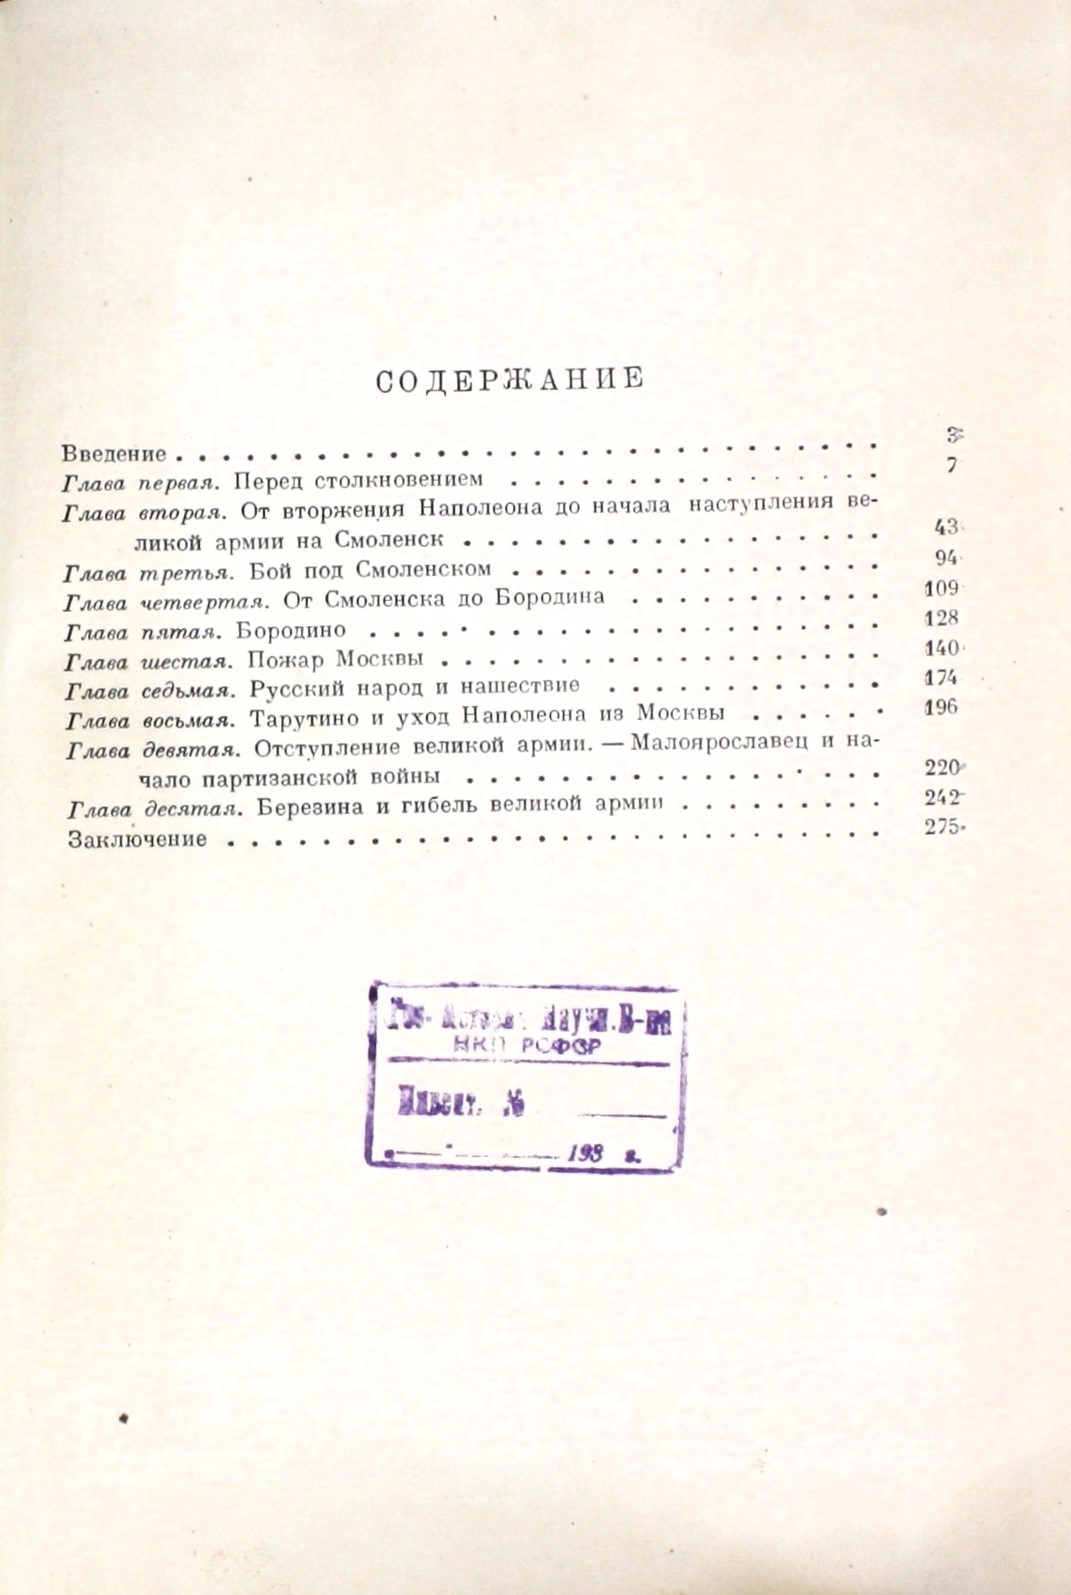 СОДЕРЖАНИЕ
Введение . . . . . . . . . . . . . . . . . . . . . . . . . . . . . 3
Глава первая. Перед столкновением . . . . . . . . . . . . . . . . 7
Глава вторая. От вторжения Наполеона до начала наступления ве-
ликой армии на Смоленск . . . . . . . . . . . . . . . . . . 43
Глава третья. Бой под Смоленском . . . . . . . . . . . . . . . . 94
Глава четвертая. От Смоленска до Бородина . . . . . . . . . . . 109
Глава пятая. Бородино . . . . . . . . . . . . . . . . . . . . . . 128
Глава шестая. Пожар Москвы . . . . . . . . . . . . . . . . . . . 140
Глава седьмая. Русский народ и нашествие . . . . . . . . . . . . 174
Глава восьмая. Тарутино и уход Наполеона из Москвы . . . . . . 196
Глава девятая. Отступление великой армии. — Малоярославец и на-
чало партизанской войны . . . . . . . . . . . . . . . . . . 220
Глава десятая. Березина и гибель великой армии . . . . . . . . . 242
Заключение . . . . . . . . . . . . . . . . . . . . . . . . . . . . 275
Научн. Б-ка
НКП РСФСР
Инвент. №
193 г.